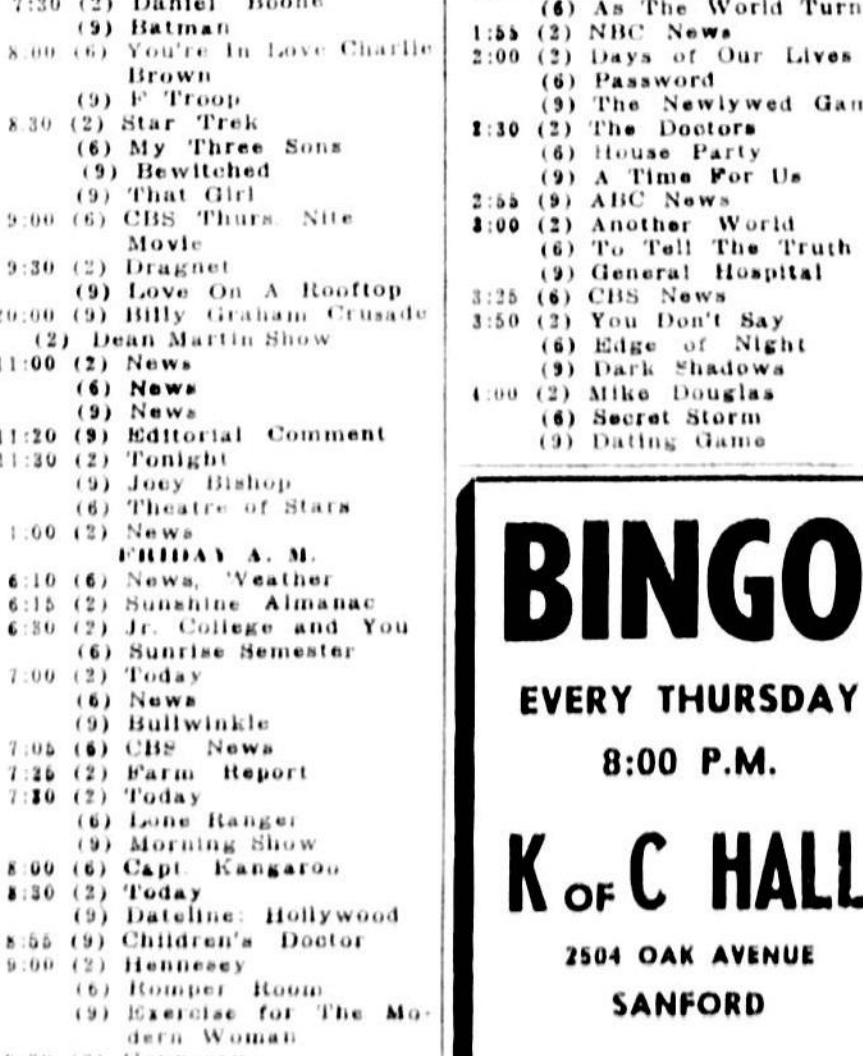 7:30 (2) Daniel Boone
(9) Batman
8:00 (6) You're In Love Charlie
Brown
(9) F Troop
8:30 (2) Star Trek
(6) My Three Sons
(9) Bewitched
(9) That Girl
9:00 (6) CBS Thurs. Nite
Movie
9:30 (2) Dragnet
(9) Love On A Rooftop
10:00 (9) Billy Graham Crusade
(2) Dean Martin Show
11:00 (2) News
(6) News
(9) News
11:20 (9) Editorial Comment
11:30 (2) Tonight
(9) Joey Bishop
(6) Theatre of Stars
1:00 (2) News
FRIDAY A. M.
6:10 (6) News, Weather
6:15 (2) Sunshine Almanac
6:30 (2) Jr. College and You
(6) Sunrise Semester
7:00 (2) Today
(6) News
(9) Bullwinkle
7:05 (6) CBS News
7:25 (2) Farm Report
7:30 (2) Today
(6) Lone Ranger
(9) Morning Show
8:00 (6) Capt. Kangaroo
8:30 (2) Today
(9) Dateline: Hollywood
8:55 (9) Children's Doctor
9:00 (2) Hennesey
(6) Romper Room
(9) Exercise for The Mo-
dern Woman
(6) As The World Turn
1:55 (2) NBC News
2:00 (2) Days of Our Lives
(6) Password
(9) The Newlywed Gam
2:30 (2) The Doctors
(6) House Party
(9) A Time For Us
2:55 (9) ABC News
3:00 (2) Another World
(6) To Tell The Truth
(9) General Hospital
3:25 (6) CBS News
3:50 (2) You Don't Say
(6) Edge of Night
(9) Dark Shadows
4:00 (2) Mike Douglas
(6) Secret Storm
(9) Dating Game
BINGO
EVERY THURSDAY
8:00 P.M.
K OF C HALL
2504 OAK AVENUE
SANFORD